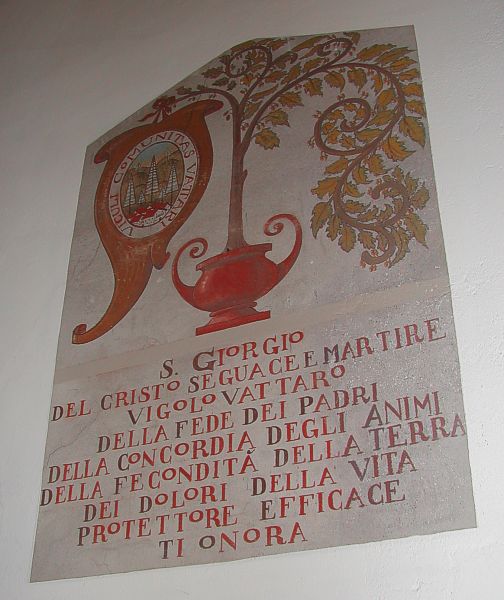 VIGULI COMUNITAS VATTARI
S. GIORGIO
DEL CRISTO SEGUACE E MARTIRE
VIGOLO VATTARO
DELLA FEDE DEI PADRI
DELLA CONCORDIA DEGLI ANIMI
DELLA FECONDITÀ DELLA TERRA
DEI DOLORI DELLA VITA
PROTETTORE EFFICACE
TI ONORA